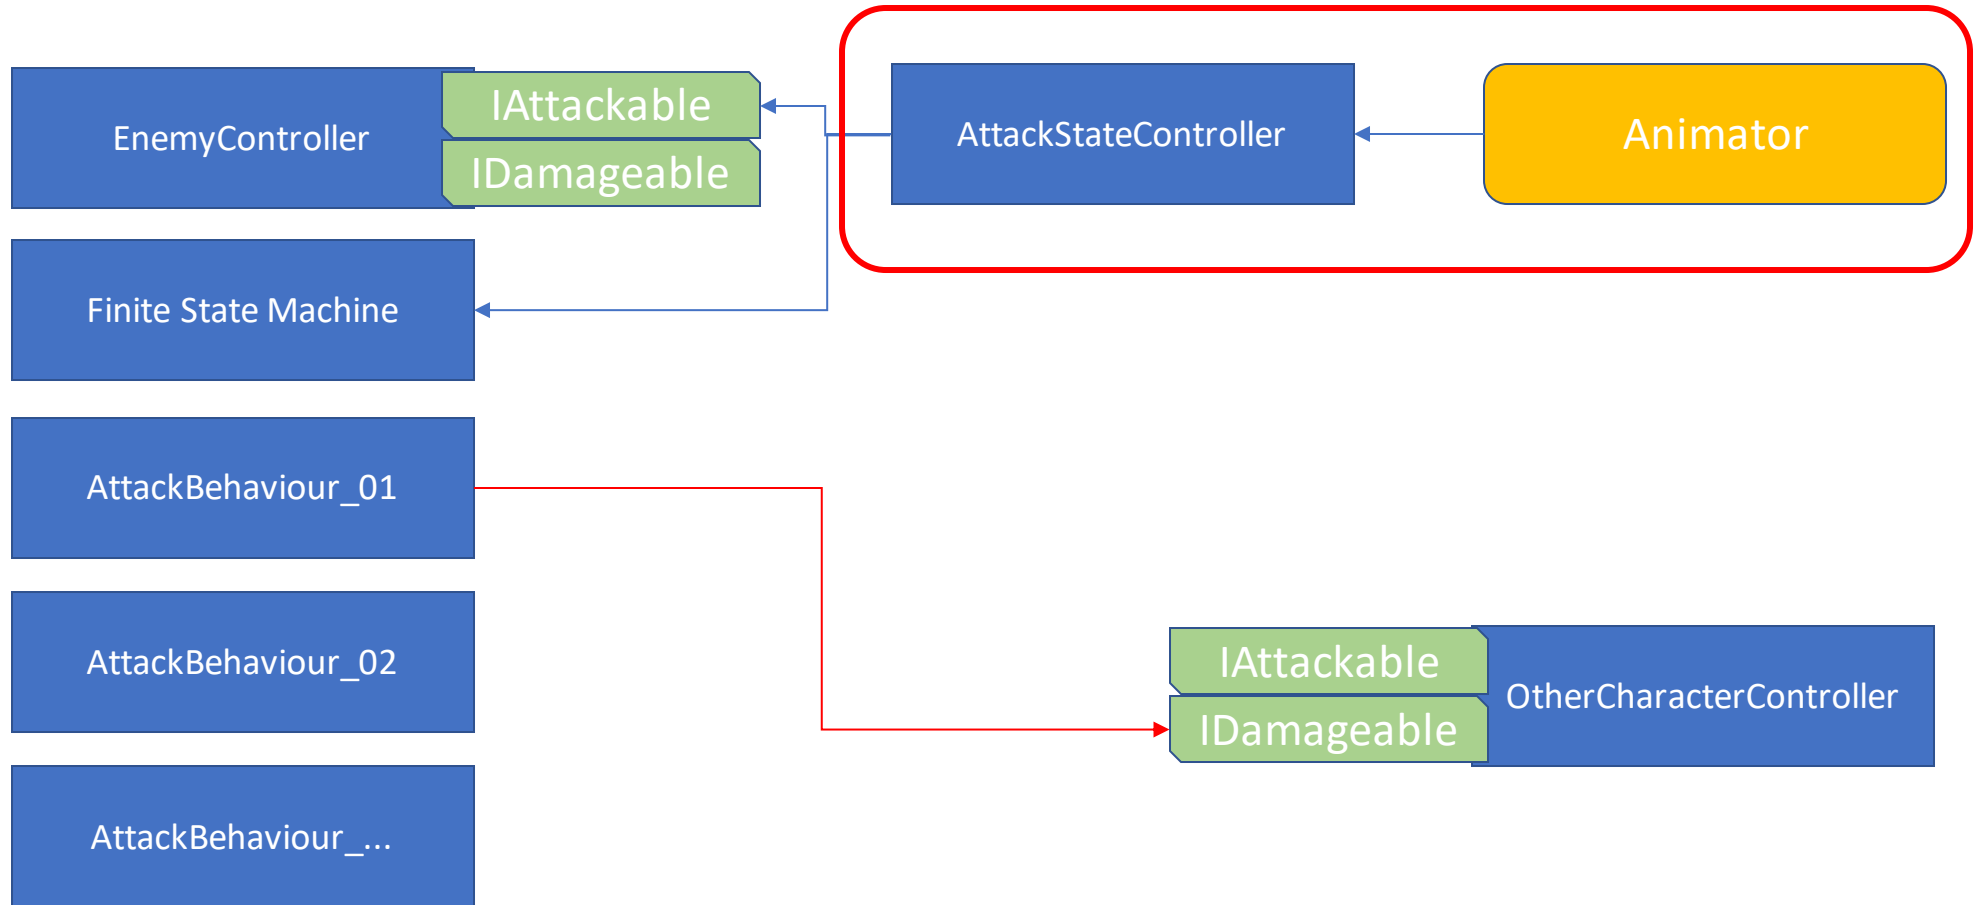 EnemyController
IAttackable
IDamageable
AttackStateController
Animator
Finite State Machine
AttackBehaviour_01
AttackBehaviour_02
IAttackable
IDamageable
OtherCharacterController
AttackBehaviour_...